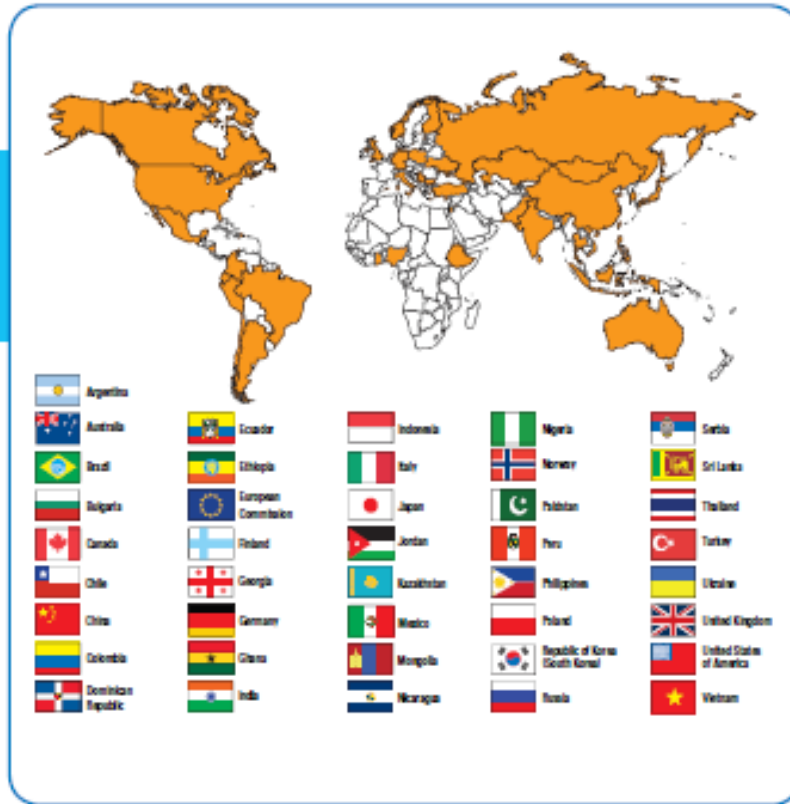 Argentina
Australia
Brazil
Bulgaria
Canada
Chile
China
Colombia
Dominican
Republic
Ecuador
Ethiopia
European
Commission
Finland
Georgia
Germany
Ghana
India
Indonesia
Italy
Japan
Jordan
Kazakhstan
Mexico
Mongolia
Nicaragua
Nigeria
Norway
Pakistan
Peru
Philippines
Poland
Republic of Korea
(South Korea)
Russia
Serbia
Sri Lanka
Thailand
Turkey
Ukraine
United Kingdom
United States
of America
Vietnam